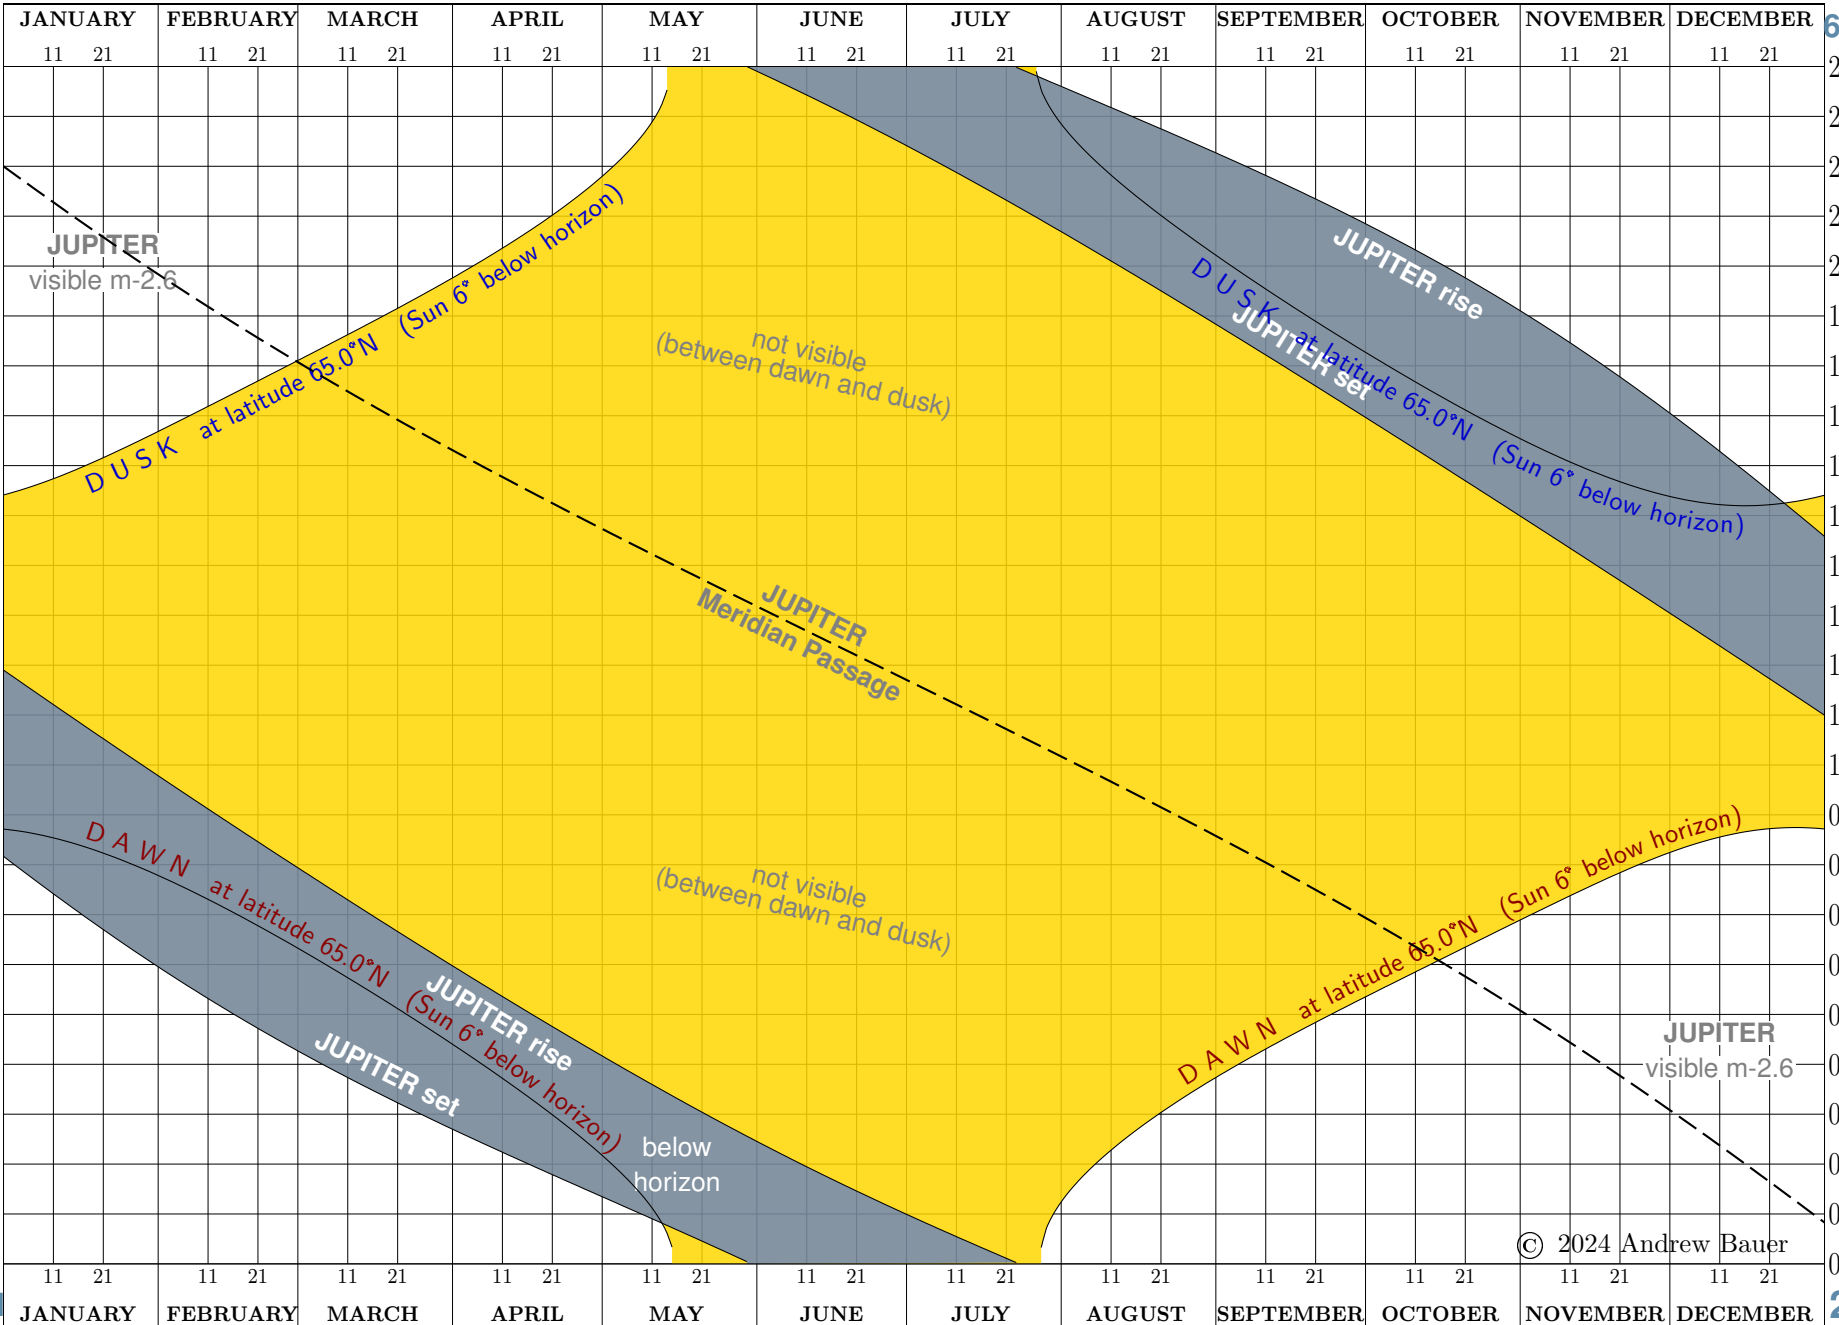 JANUARY FEBRUARY MARCH APRIL MAY JUNE JULY AUGUST SEPTEMBER OCTOBER NOVEMBER DECEMBER
11 21 11 21 11 21 11 21 11 21 11 21 11 21 11 21 11 21 11 21 11 21 11 21
JUPITER
visible m-2.6
DUSK at latitude 65.0°N (Sun 6° below horizon)
not visible
(between dawn and dusk)
JUPITER rise
DUSK at latitude 65.0°N (Sun 6° below horizon)
JUPITER set
JUPITER
Meridian Passage
DAWN at latitude 65.0°N (Sun 6° below horizon)
not visible
(between dawn and dusk)
DAWN at latitude 65.0°N (Sun 6° below horizon)
JUPITER rise
JUPITER set
below
horizon
JUPITER
visible m-2.6
© 2024 Andrew Bauer
11 21 11 21 11 21 11 21 11 21 11 21 11 21 11 21 11 21 11 21 11 21 11 21
JANUARY FEBRUARY MARCH APRIL MAY JUNE JULY AUGUST SEPTEMBER OCTOBER NOVEMBER DECEMBER